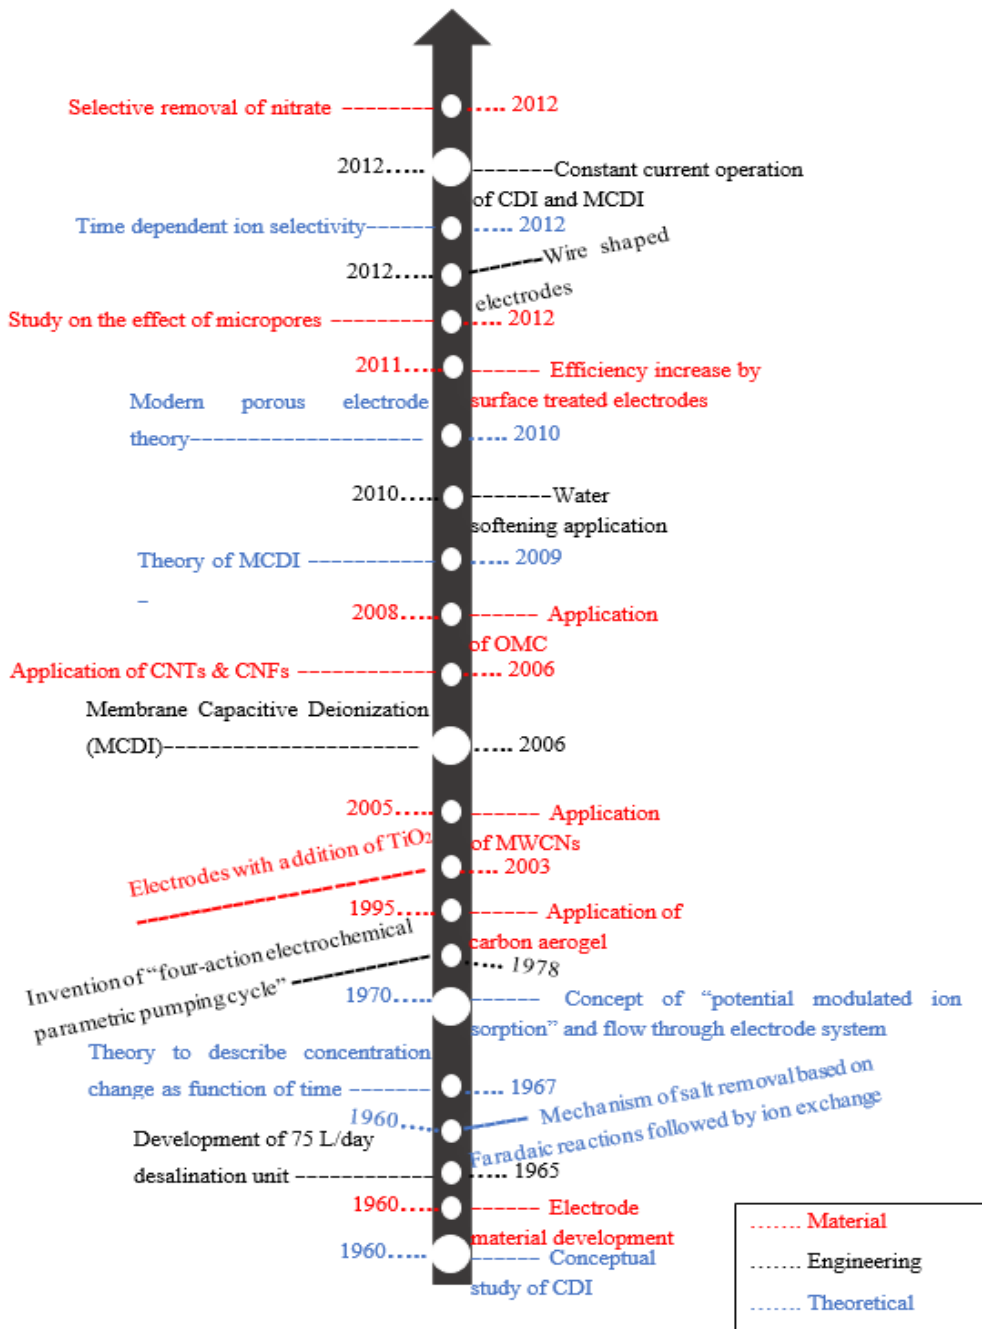 Selective removal of nitrate
2012
2012
Constant current operation
of CDI and MCDI
Time dependent ion selectivity
2012
2012
Wire shaped
electrodes
Study on the effect of micropores
2012
2011
Efficiency increase by
surface treated electrodes
Modern porous electrode
theory
2010
2010
Water
softening application
Theory of MCDI
2009
2008
Application
of OMC
Application of CNTs & CNFs
2006
Membrane Capacitive Deionization
(MCDI)
2006
2005
Application
of MWCNs
Electrodes with addition of TiO₂
2003
1995
Application of
carbon aerogel
Invention of “four-action electrochemical
parametric pumping cycle”
1978
1970
Concept of “potential modulated ion
sorption” and flow through electrode system
Theory to describe concentration
change as function of time
1967
1960
Mechanism of salt removal based on
Faradaic reactions followed by ion exchange
Development of 75 L/day
desalination unit
1965
1960
Electrode
material development
1960
Conceptual
study of CDI
Material
Engineering
Theoretical